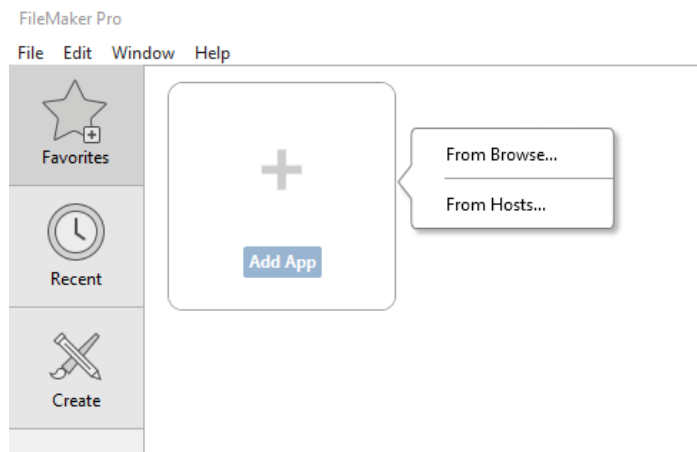 FileMaker Pro
File Edit Window Help
Favorites
From Browse...
From Hosts...
Add App
Recent
Create